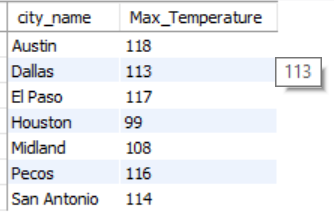 city_name Max_Temperature
Austin 118
Dallas 113 113
El Paso 117
Houston 99
Midland 108
Pecos 116
San Antonio 114